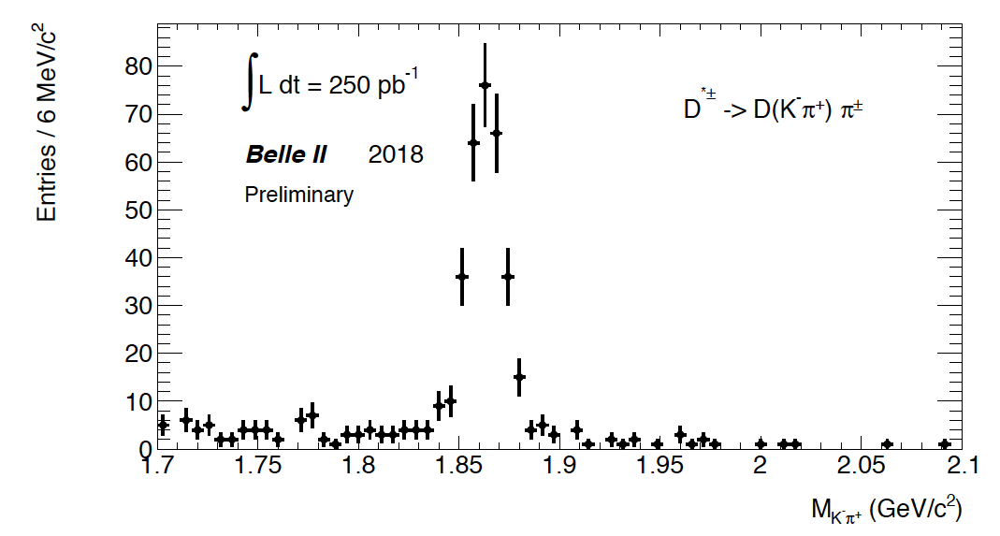 Entries / 6 MeV/c²
80
70
60
50
40
30
20
10
0
∫L dt = 250 pb⁻¹
Belle II 2018
Preliminary
D*± -> D(K⁻π⁺) π±
1.7 1.75 1.8 1.85 1.9 1.95 2 2.05 2.1
M_K⁻π⁺ (GeV/c²)